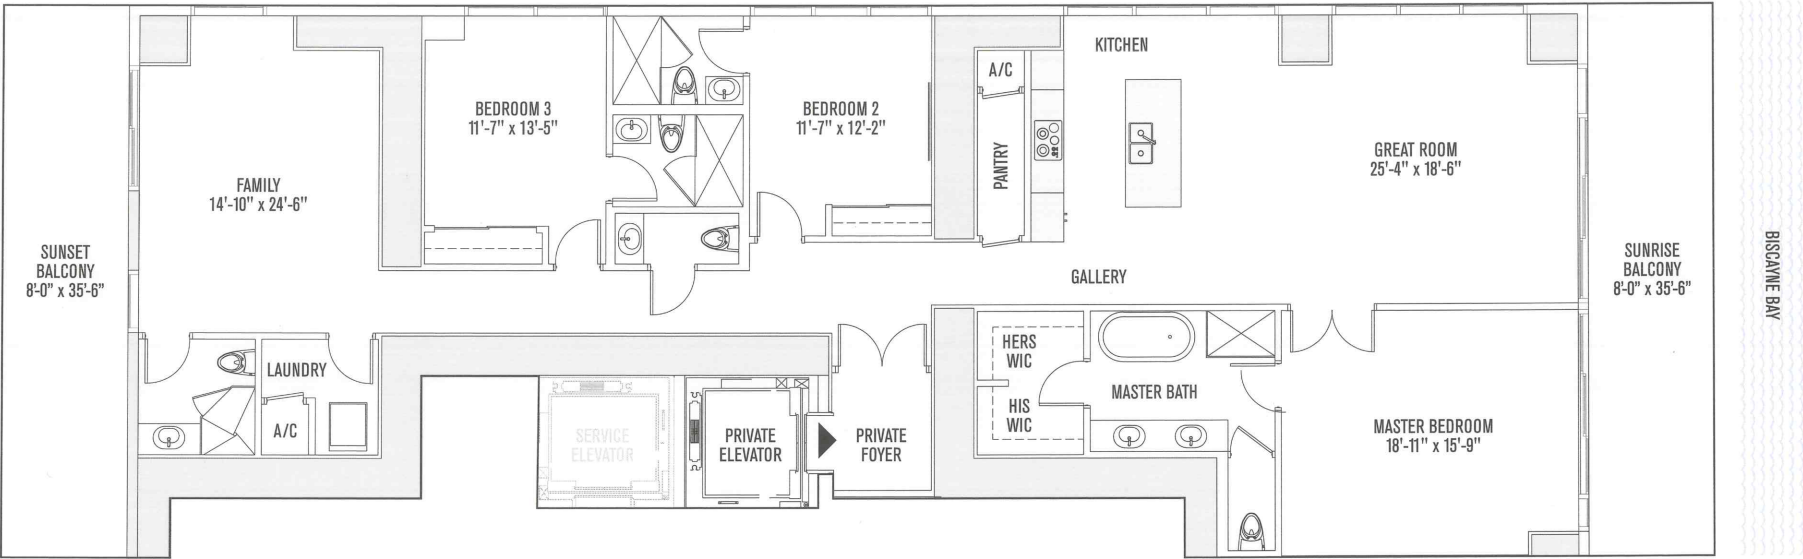 SUNSET
BALCONY
8'-0" x 35'-6"
FAMILY
14'-10" x 24'-6"
BEDROOM 3
11'-7" x 13'-5"
BEDROOM 2
11'-7" x 12'-2"
A/C
PANTRY
KITCHEN
GREAT ROOM
25'-4" x 18'-6"
GALLERY
SUNRISE
BALCONY
8'-0" x 35'-6"
BISCAYNE BAY
LAUNDRY
A/C
SERVICE
ELEVATOR
PRIVATE
ELEVATOR
PRIVATE
FOYER
HERS
WIC
HIS
WIC
MASTER BATH
MASTER BEDROOM
18'-11" x 15'-9"